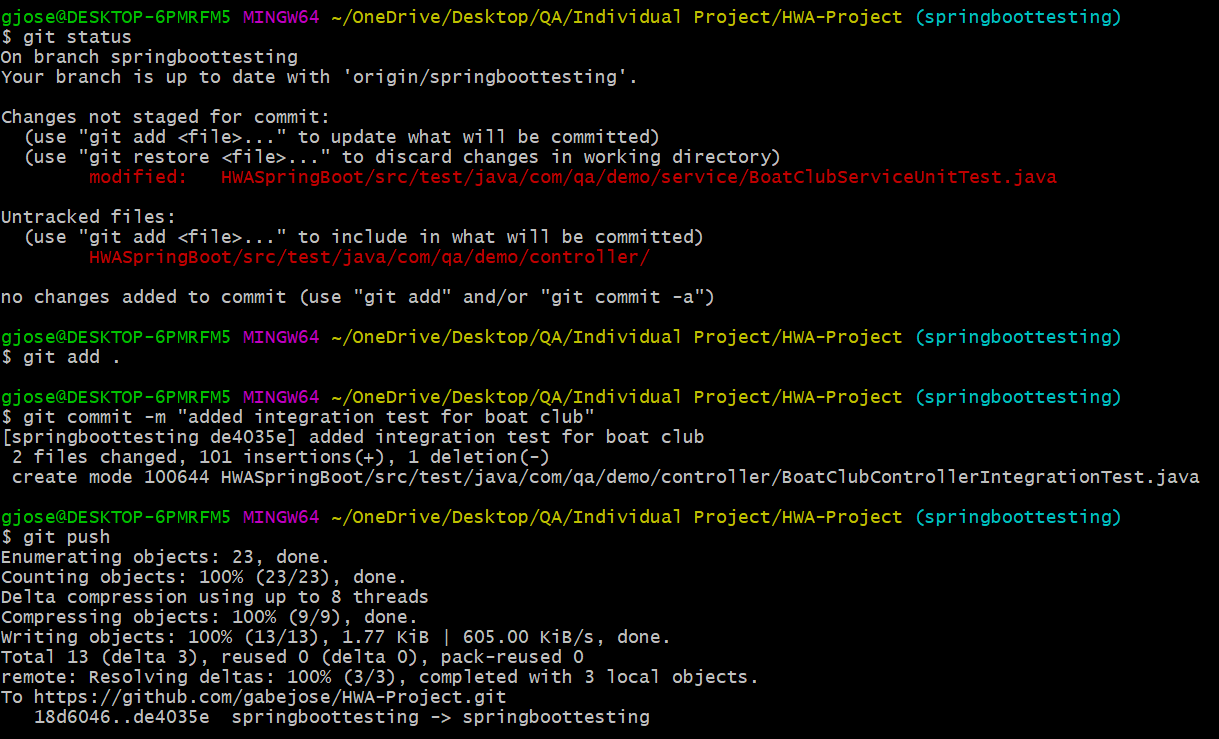 gjose@DESKTOP-6PMRFM5 MINGW64 ~/OneDrive/Desktop/QA/Individual Project/HWA-Project (springboottesting)
$ git status
On branch springboottesting
Your branch is up to date with 'origin/springboottesting'.

Changes not staged for commit:
  (use "git add <file>..." to update what will be committed)
  (use "git restore <file>..." to discard changes in working directory)
        modified:   HWASpringBoot/src/test/java/com/qa/demo/service/BoatClubServiceUnitTest.java

Untracked files:
  (use "git add <file>..." to include in what will be committed)
        HWASpringBoot/src/test/java/com/qa/demo/controller/

no changes added to commit (use "git add" and/or "git commit -a")

gjose@DESKTOP-6PMRFM5 MINGW64 ~/OneDrive/Desktop/QA/Individual Project/HWA-Project (springboottesting)
$ git add .

gjose@DESKTOP-6PMRFM5 MINGW64 ~/OneDrive/Desktop/QA/Individual Project/HWA-Project (springboottesting)
$ git commit -m "added integration test for boat club"
[springboottesting de4035e] added integration test for boat club
 2 files changed, 101 insertions(+), 1 deletion(-)
 create mode 100644 HWASpringBoot/src/test/java/com/qa/demo/controller/BoatClubControllerIntegrationTest.java

gjose@DESKTOP-6PMRFM5 MINGW64 ~/OneDrive/Desktop/QA/Individual Project/HWA-Project (springboottesting)
$ git push
Enumerating objects: 23, done.
Counting objects: 100% (23/23), done.
Delta compression using up to 8 threads
Compressing objects: 100% (9/9), done.
Writing objects: 100% (13/13), 1.77 KiB | 605.00 KiB/s, done.
Total 13 (delta 3), reused 0 (delta 0), pack-reused 0
remote: Resolving deltas: 100% (3/3), completed with 3 local objects.
To https://github.com/gabejose/HWA-Project.git
   18d6046..de4035e  springboottesting -> springboottesting